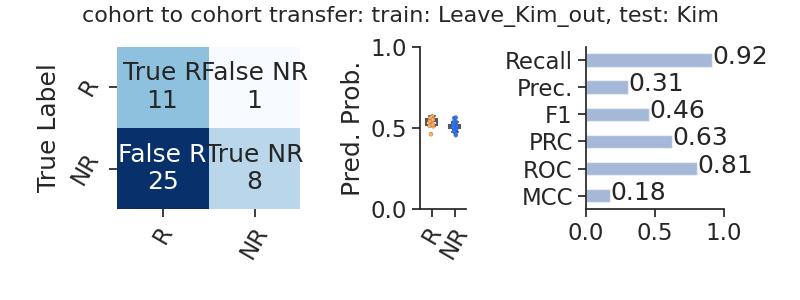 cohort to cohort transfer: train: Leave_Kim_out, test: Kim
True Label
R
NR
True R
11
False NR
1
False R
25
True NR
8
R
NR
Pred. Prob.
1.0
0.5
0.0
R
NR
Recall
0.92
Prec.
0.31
F1
0.46
PRC
0.63
ROC
0.81
MCC
0.18
0.0
0.5
1.0